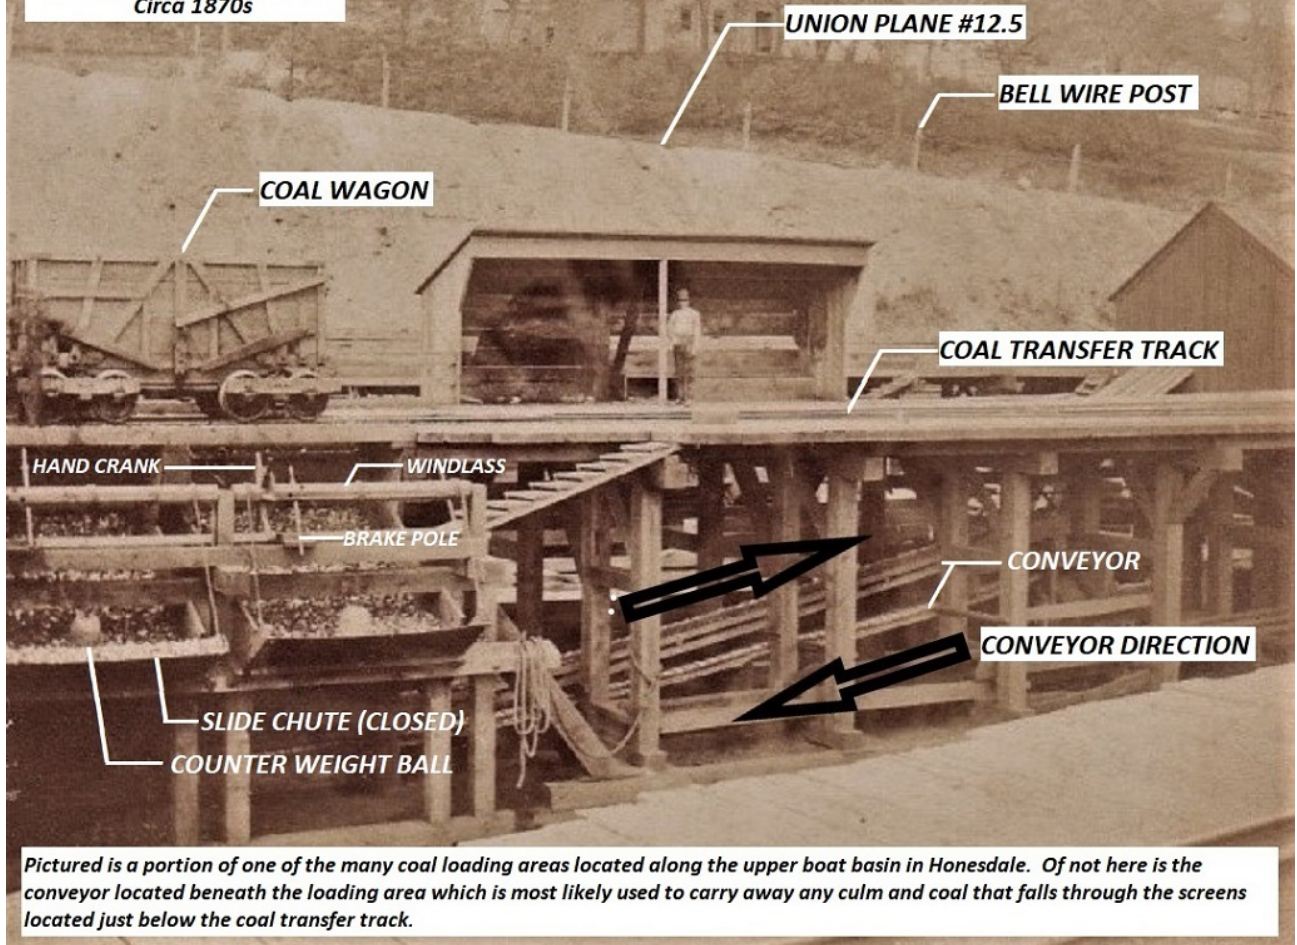 Circa 1870s
UNION PLANE #12.5
BELL WIRE POST
COAL WAGON
COAL TRANSFER TRACK
HAND CRANK
WINDLASS
BRAKE POLE
CONVEYOR
CONVEYOR DIRECTION
SLIDE CHUTE (CLOSED)
COUNTER WEIGHT BALL
Pictured is a portion of one of the many coal loading areas located along the upper boat basin in Honesdale.  Of not here is the
conveyor located beneath the loading area which is most likely used to carry away any culm and coal that falls through the screens
located just below the coal transfer track.